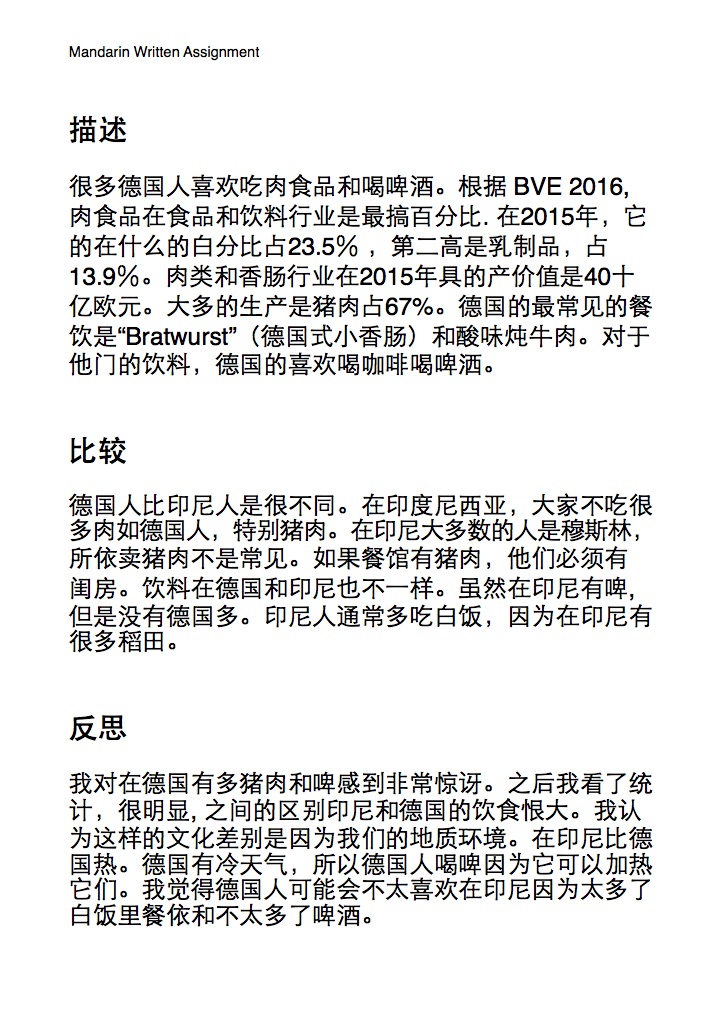 Mandarin Written Assignment
描述
很多德国人喜欢吃肉食品和喝啤酒。根据 BVE 2016,
肉食品在食品和饮料行业是最搞百分比. 在2015年，它
的在什么的白分比占23.5％ ，第二高是乳制品，占
13.9％。肉类和香肠行业在2015年具的产价值是40十
亿欧元。大多的生产是猪肉占67%。德国的最常见的餐
饮是“Bratwurst”（德国式小香肠）和酸味炖牛肉。对于
他门的饮料，德国的喜欢喝咖啡喝啤洒。
比较
德国人比印尼人是很不同。在印度尼西亚，大家不吃很
多肉如德国人，特别猪肉。在印尼大多数的人是穆斯林，
所依卖猪肉不是常见。如果餐馆有猪肉，他们必须有
闺房。饮料在德国和印尼也不一样。虽然在印尼有啤,
但是没有德国多。印尼人通常多吃白饭，因为在印尼有
很多稻田。
反思
我对在德国有多猪肉和啤感到非常惊讶。之后我看了统
计，很明显, 之间的区别印尼和德国的饮食恨大。我认
为这样的文化差别是因为我们的地质环境。在印尼比德
国热。德国有冷天气，所以德国人喝啤因为它可以加热
它们。我觉得德国人可能会不太喜欢在印尼因为太多了
白饭里餐依和不太多了啤酒。